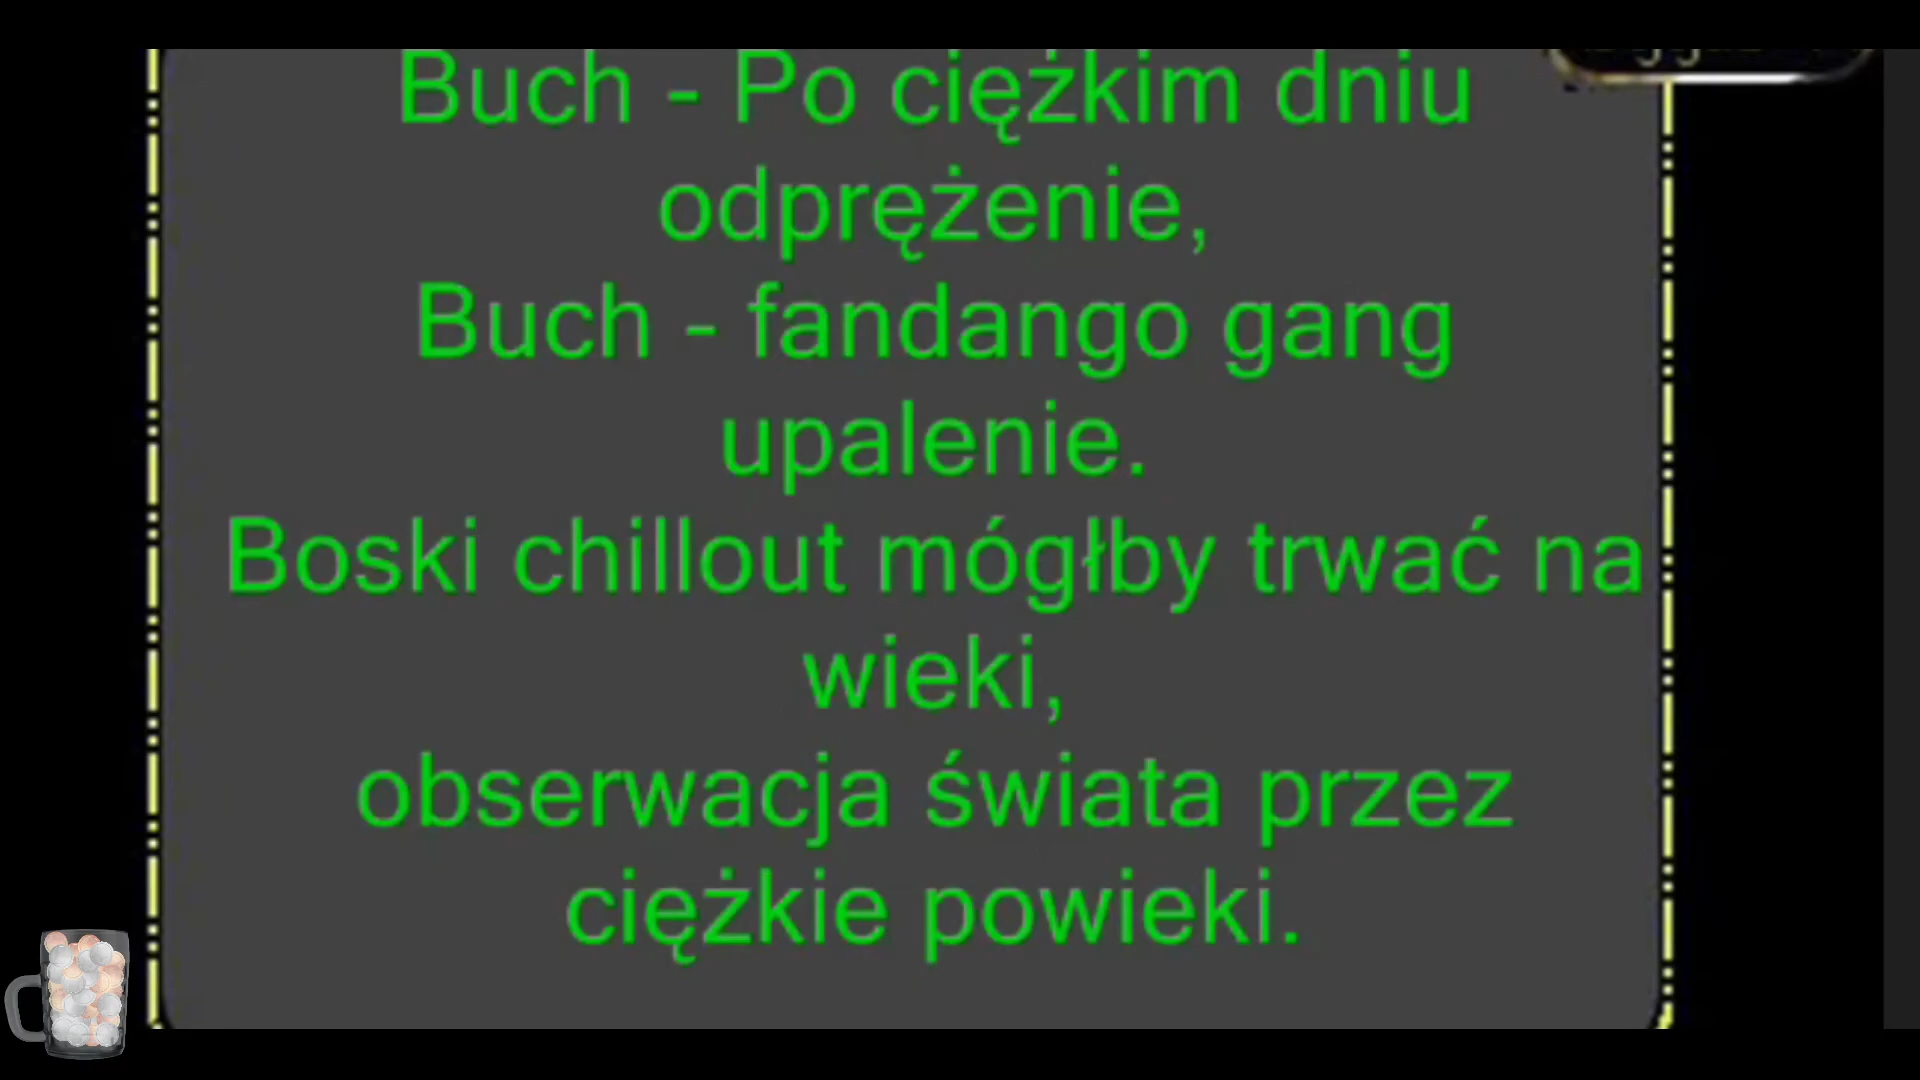 Buch - Po ciężkim dniu
odprężenie,
Buch - fandango gang
upalenie.
Boski chillout mógłby trwać na
wieki,
obserwacja świata przez
ciężkie powieki.